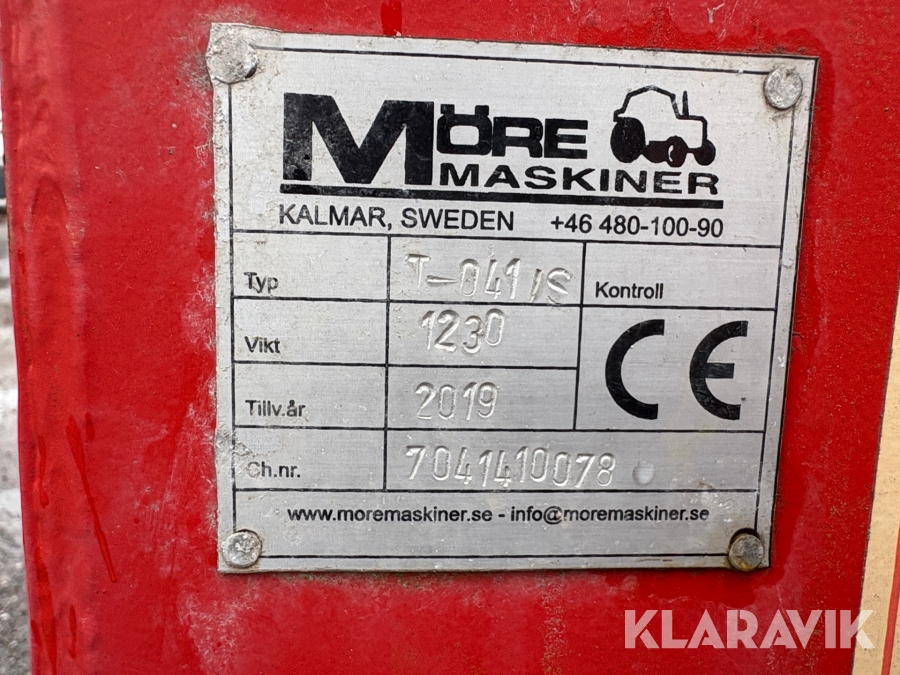 MÖRE
MASKINER
KALMAR, SWEDEN +46 480-100-90
Typ T-041/S Kontroll
Vikt 1230 CE
Tillv.år 2019
Ch.nr. 7041410078
www.moremaskiner.se - info@moremaskiner.se
KLARAVIK